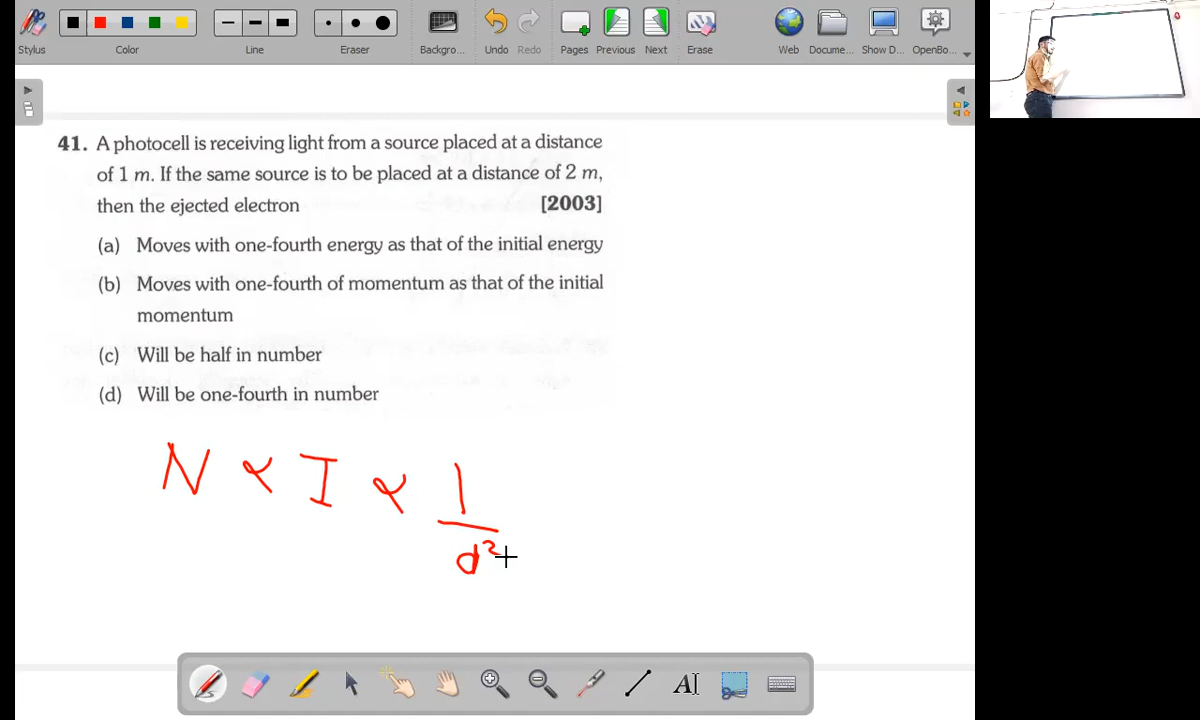 Stylus
Color
Line
Eraser
Backgro...
Undo
Redo
Pages
Previous
Next
Erase
Web
Docume...
Show D...
OpenBo...
41. A photocell is receiving light from a source placed at a distance
of 1 m. If the same source is to be placed at a distance of 2 m,
then the ejected electron [2003]
(a) Moves with one-fourth energy as that of the initial energy
(b) Moves with one-fourth of momentum as that of the initial
momentum
(c) Will be half in number
(d) Will be one-fourth in number
N ∝ I ∝ 1/d²
AI